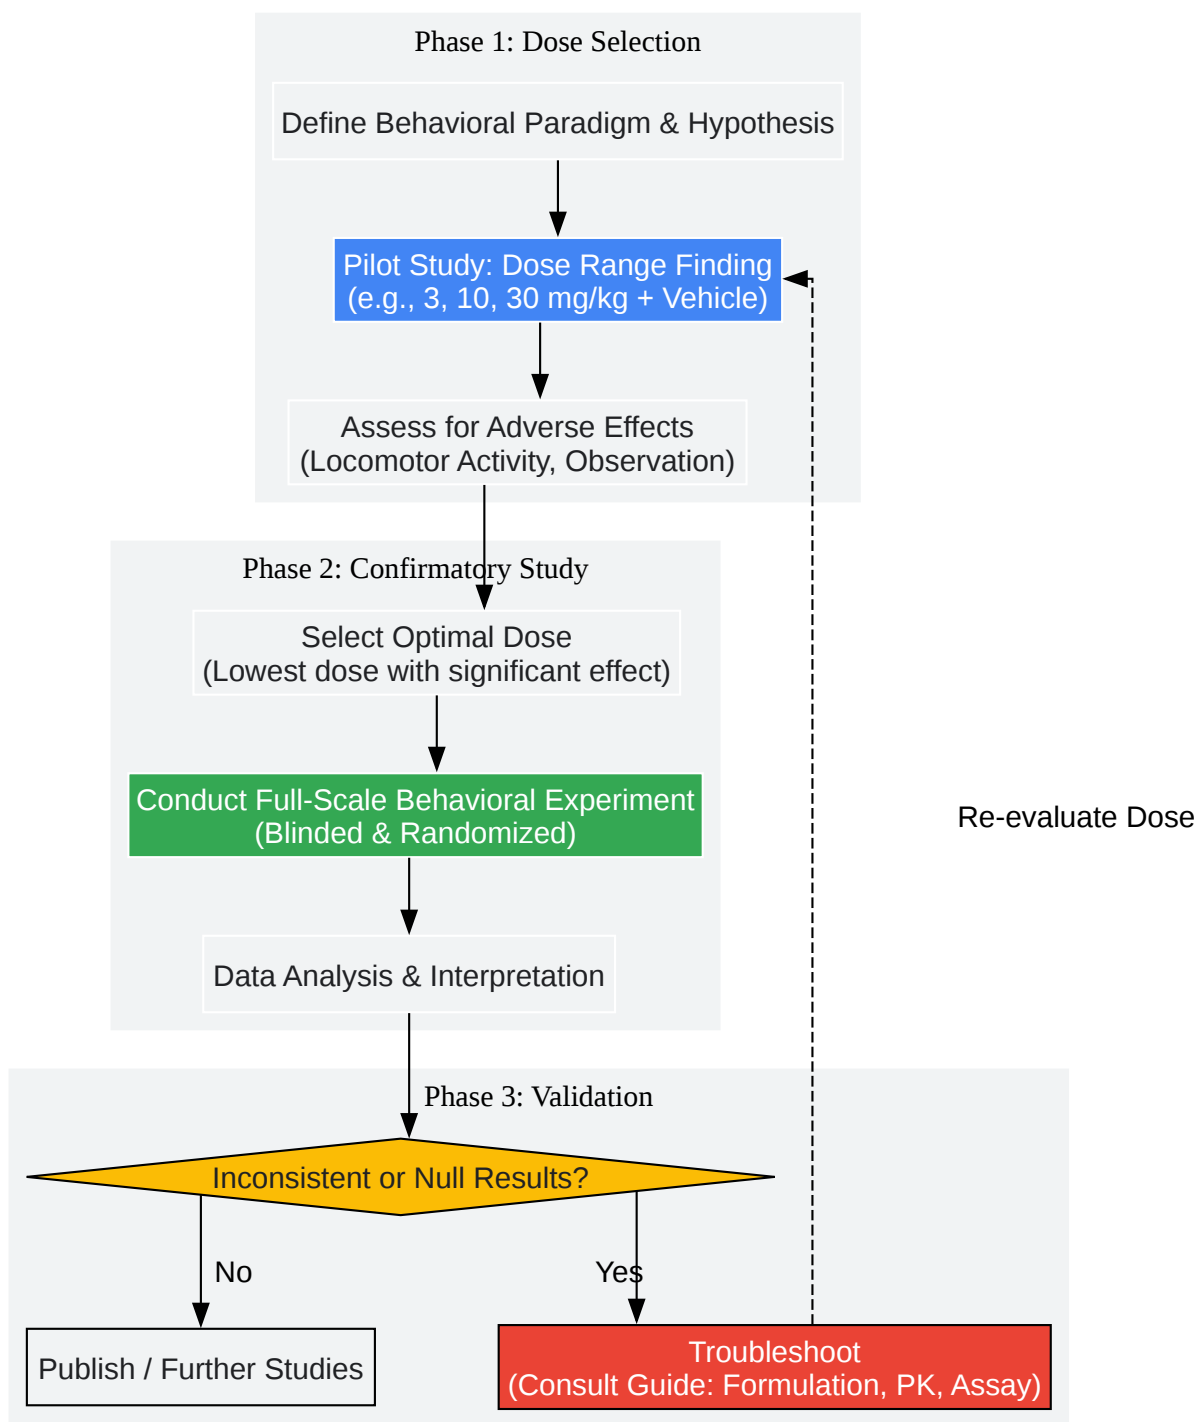 Phase 1: Dose Selection
Define Behavioral Paradigm & Hypothesis
Pilot Study: Dose Range Finding
(e.g., 3, 10, 30 mg/kg + Vehicle)
Assess for Adverse Effects
(Locomotor Activity, Observation)
Phase 2: Confirmatory Study
Select Optimal Dose
(Lowest dose with significant effect)
Conduct Full-Scale Behavioral Experiment
(Blinded & Randomized)
Re-evaluate Dose
Data Analysis & Interpretation
Phase 3: Validation
Inconsistent or Null Results?
No
Yes
Publish / Further Studies
Troubleshoot
(Consult Guide: Formulation, PK, Assay)